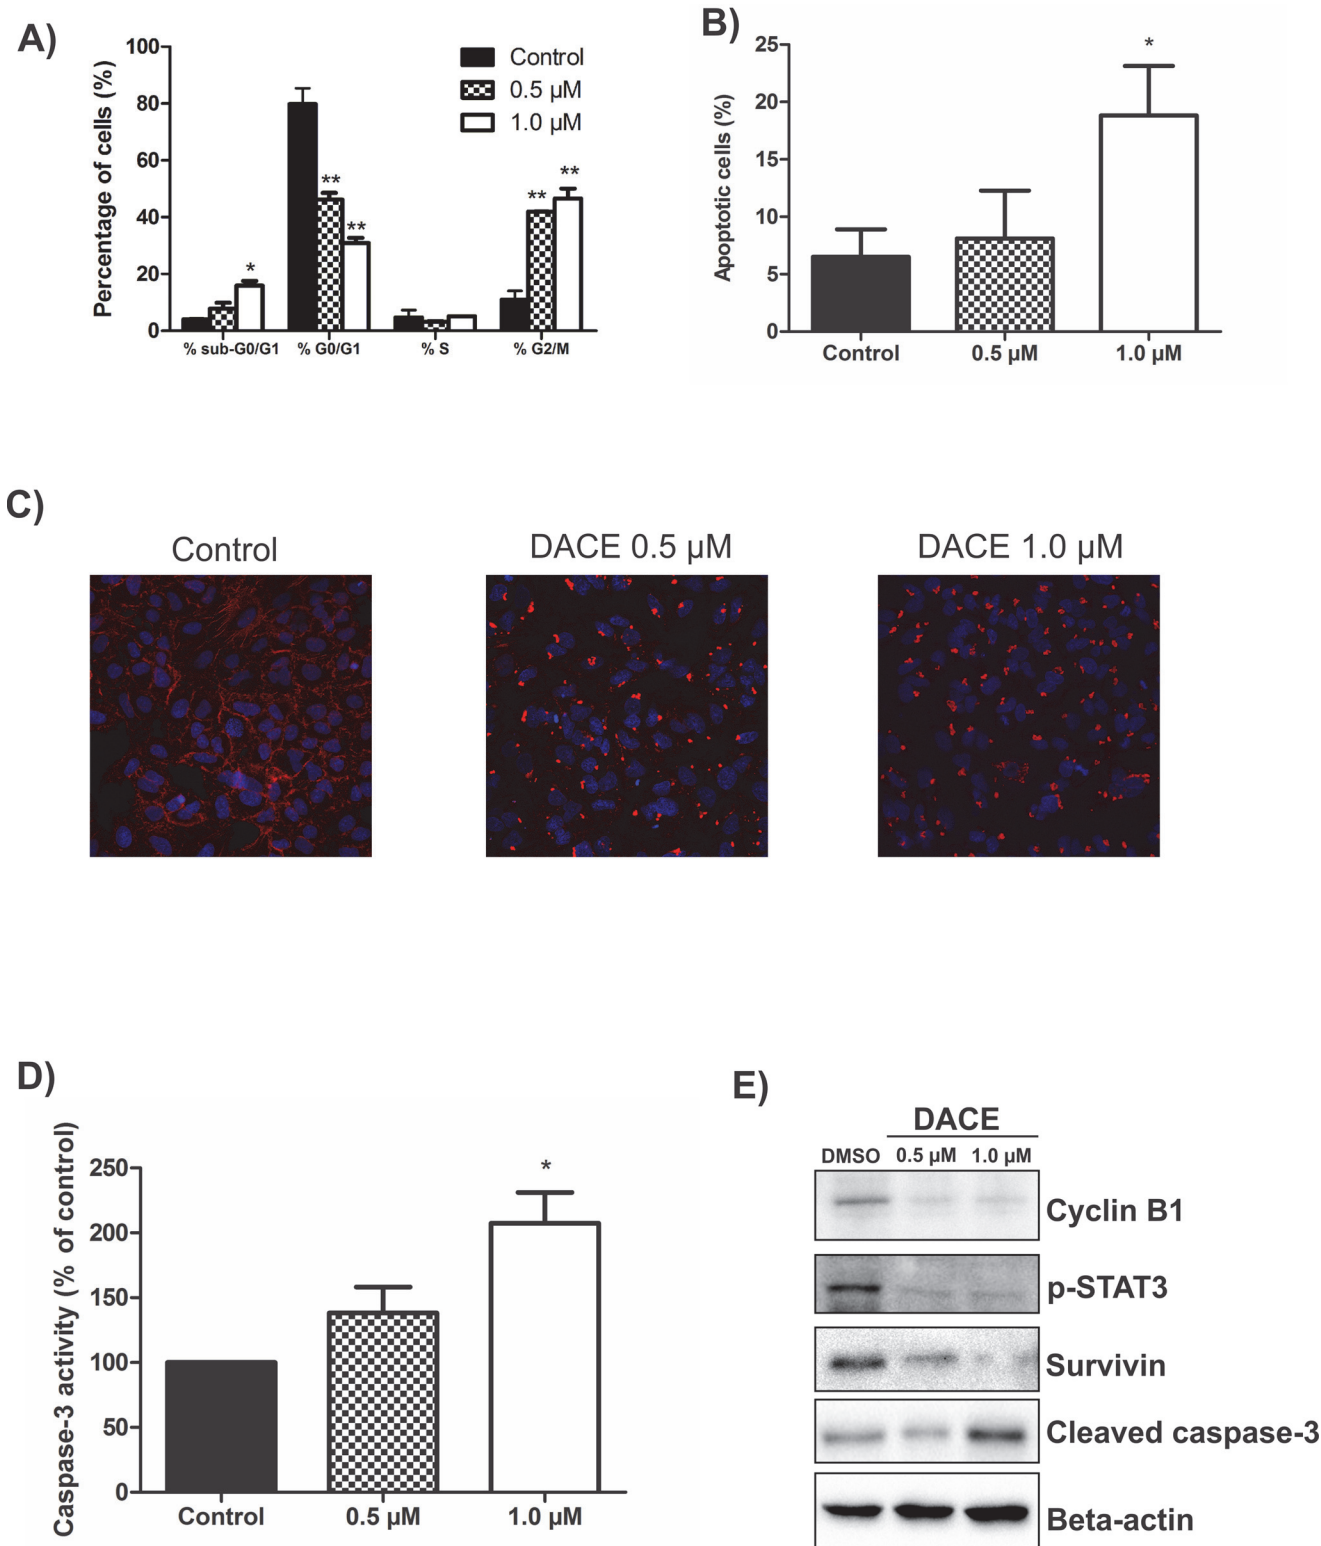 A)
100
80
60
40
20
0
Percentage of cells (%)
Control
0.5 µM
1.0 µM
*
**
**
**
**
% sub-G0/G1 % G0/G1 % S % G2/M
B)
25
20
15
10
5
0
Apoptotic cells (%)
*
Control 0.5 µM 1.0 µM
C)
Control DACE 0.5 µM DACE 1.0 µM
D)
Caspase-3 activity (% of control)
250
200
150
100
50
0
*
Control 0.5 µM 1.0 µM
E)
DACE
DMSO 0.5 µM 1.0 µM
Cyclin B1
p-STAT3
Survivin
Cleaved caspase-3
Beta-actin